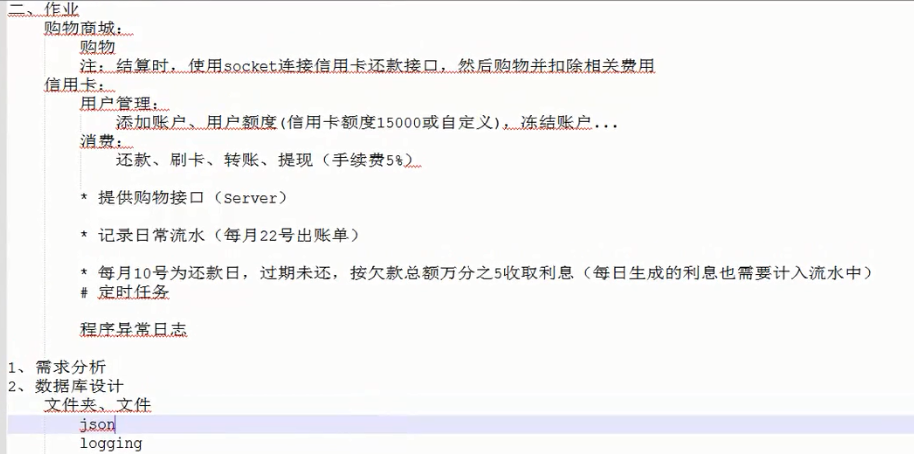 二、作业
购物商城：
购物
注：结算时，使用socket连接信用卡还款接口，然后购物并扣除相关费用
信用卡：
用户管理：
添加账户、用户额度(信用卡额度15000或自定义)，冻结账户...
消费：
还款、刷卡、转账、提现（手续费5%）
* 提供购物接口（Server）
* 记录日常流水（每月22号出账单）
* 每月10号为还款日，过期未还，按欠款总额万分之5收取利息（每日生成的利息也需要计入流水中）
# 定时任务
程序异常日志
1、需求分析
2、数据库设计
文件夹、文件
json
logging